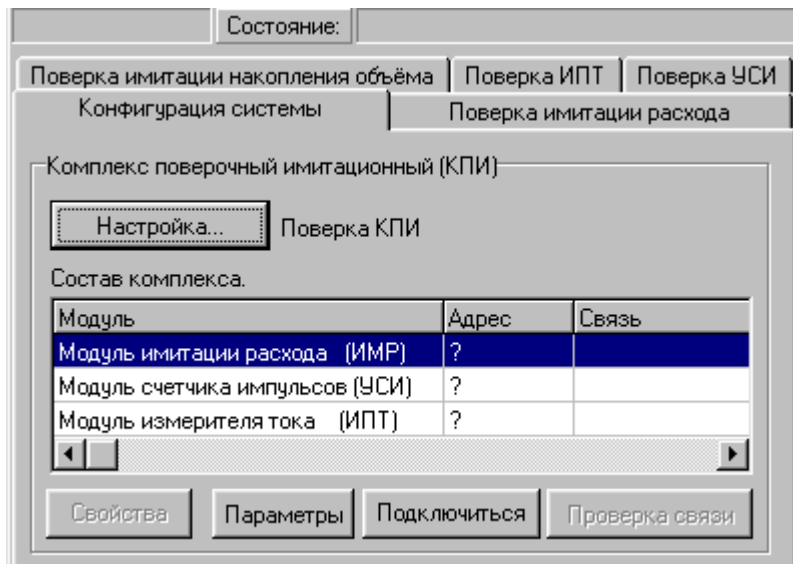 Состояние:
Поверка имитации накопления объёма Поверка ИПТ Поверка УСИ
Конфигурация системы Поверка имитации расхода
Комплекс поверочный имитационный (КПИ)
Настройка... Поверка КПИ
Состав комплекса.
Модуль Адрес Связь
Модуль имитации расхода (ИМР) ?
Модуль счетчика импульсов (УСИ) ?
Модуль измерителя тока (ИПТ) ?
Свойства Параметры Подключиться Проверка связи